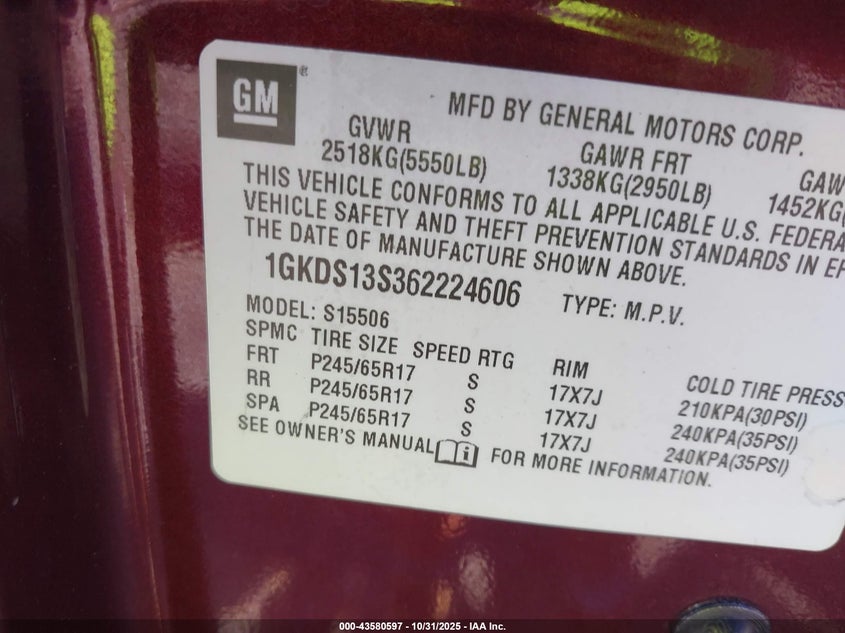 GM ®
MFD BY GENERAL MOTORS CORP.
GVWR GAWR FRT GAW
2518KG(5550LB) 1338KG(2950LB) 1452KG(
THIS VEHICLE CONFORMS TO ALL APPLICABLE U.S. FEDERA
VEHICLE SAFETY AND THEFT PREVENTION STANDARDS IN EF
THE DATE OF MANUFACTURE SHOWN ABOVE.
1GKDS13S362224606 TYPE: M.P.V.
MODEL: S15506
SPMC TIRE SIZE SPEED RTG RIM COLD TIRE PRESS
FRT P245/65R17 S 17X7J 210KPA(30PSI)
RR P245/65R17 S 17X7J 240KPA(35PSI)
SPA P245/65R17 S 17X7J 240KPA(35PSI)
SEE OWNER'S MANUAL i FOR MORE INFORMATION.
000-43580597 - 10/31/2025 - IAA Inc.